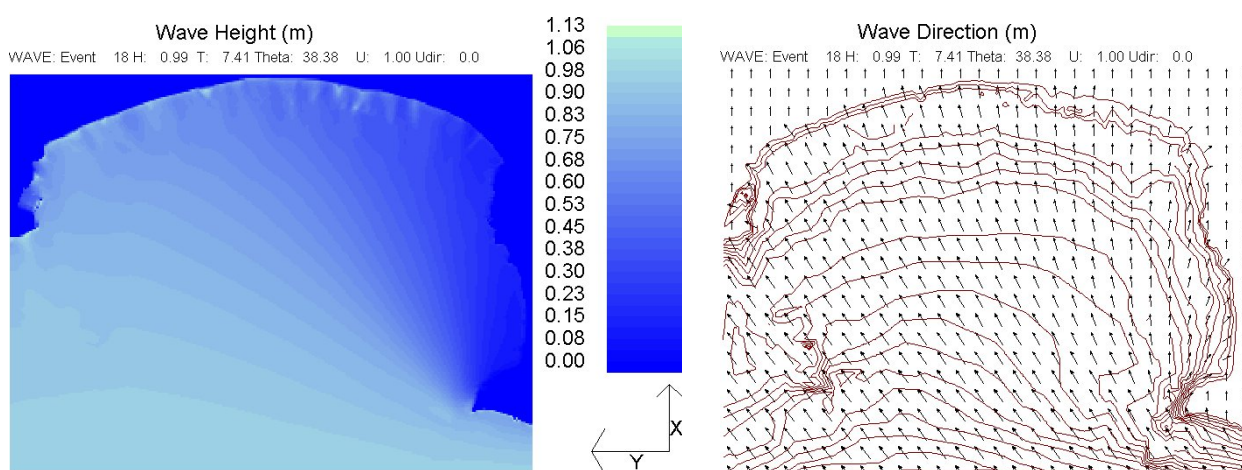 Wave Height (m)
WAVE: Event 18 H: 0.99 T: 7.41 Theta: 38.38 U: 1.00 Udir: 0.0
1.13
1.06
0.98
0.90
0.83
0.75
0.68
0.60
0.53
0.45
0.38
0.30
0.23
0.15
0.08
0.00
X
Y
Wave Direction (m)
WAVE: Event 18 H: 0.99 T: 7.41 Theta: 38.38 U: 1.00 Udir: 0.0